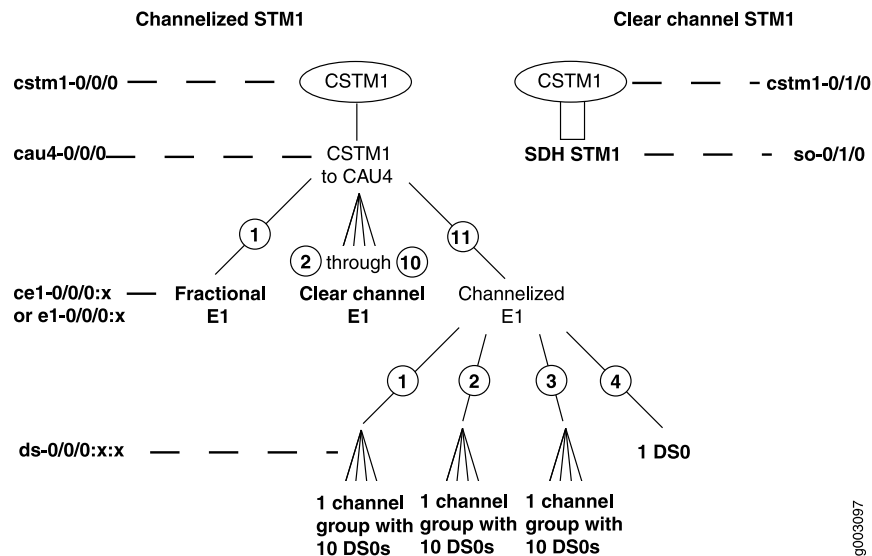 Channelized STM1
Clear channel STM1
cstm1-0/0/0
CSTM1
CSTM1
cstm1-0/1/0
cau4-0/0/0
CSTM1
to CAU4
SDH STM1
so-0/1/0
1
11
2 through 10
ce1-0/0/0:x
or e1-0/0/0:x
Fractional
E1
Clear channel
E1
Channelized
E1
1
2
3
4
ds-0/0/0:x:x
1 DS0
1 channel
group with
10 DS0s
1 channel
group with
10 DS0s
1 channel
group with
10 DS0s
g003097